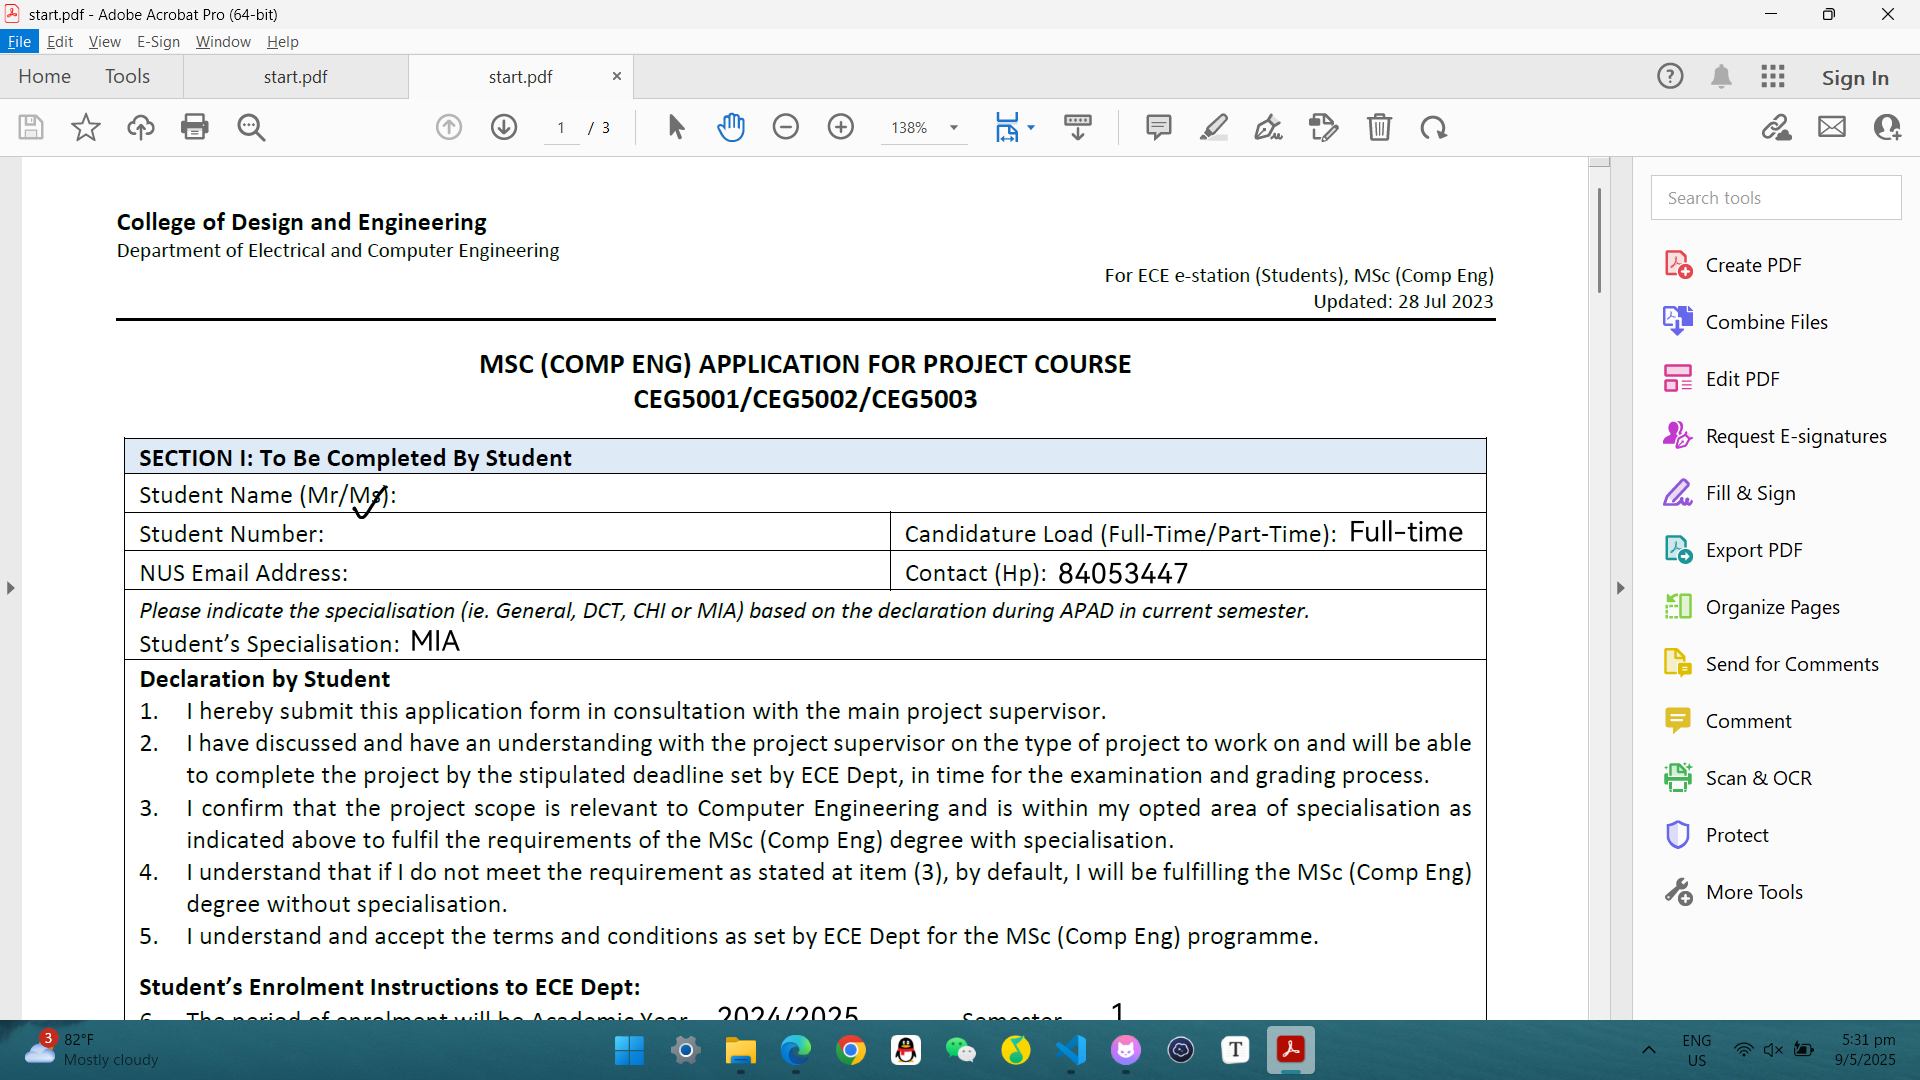 start.pdf - Adobe Acrobat Pro (64-bit)
File Edit View E-Sign Window Help
Home Tools start.pdf start.pdf Sign In
1 / 3 138%
College of Design and Engineering
Department of Electrical and Computer Engineering
For ECE e-station (Students), MSc (Comp Eng)
Updated: 28 Jul 2023
MSC (COMP ENG) APPLICATION FOR PROJECT COURSE
CEG5001/CEG5002/CEG5003
SECTION I: To Be Completed By Student
Student Name (Mr/Ms):
Student Number:
Candidature Load (Full-Time/Part-Time): Full-time
NUS Email Address:
Contact (Hp): 84053447
Please indicate the specialisation (ie. General, DCT, CHI or MIA) based on the declaration during APAD in current semester.
Student’s Specialisation: MIA
Declaration by Student
1. I hereby submit this application form in consultation with the main project supervisor.
2. I have discussed and have an understanding with the project supervisor on the type of project to work on and will be able
to complete the project by the stipulated deadline set by ECE Dept, in time for the examination and grading process.
3. I confirm that the project scope is relevant to Computer Engineering and is within my opted area of specialisation as
indicated above to fulfil the requirements of the MSc (Comp Eng) degree with specialisation.
4. I understand that if I do not meet the requirement as stated at item (3), by default, I will be fulfilling the MSc (Comp Eng)
degree without specialisation.
5. I understand and accept the terms and conditions as set by ECE Dept for the MSc (Comp Eng) programme.
Student’s Enrolment Instructions to ECE Dept:
6. The period of enrolment will be Academic Year 2024/2025 Semester 1
Search tools
Create PDF
Combine Files
Edit PDF
Request E-signatures
Fill & Sign
Export PDF
Organize Pages
Send for Comments
Comment
Scan & OCR
Protect
More Tools
3
82°F
Mostly cloudy
T
ENG
US
5:31 pm
9/5/2025